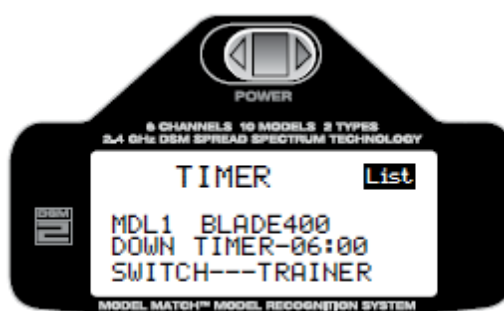 POWER
6 CHANNELS 10 MODELS 2 TYPES
2.4 GHz DSM SPREAD SPECTRUM TECHNOLOGY
TIMER List
DSM
2
MDL1 BLADE400
DOWN TIMER-06:00
SWITCH---TRAINER
MODEL MATCH™ MODEL RECOGNITION SYSTEM